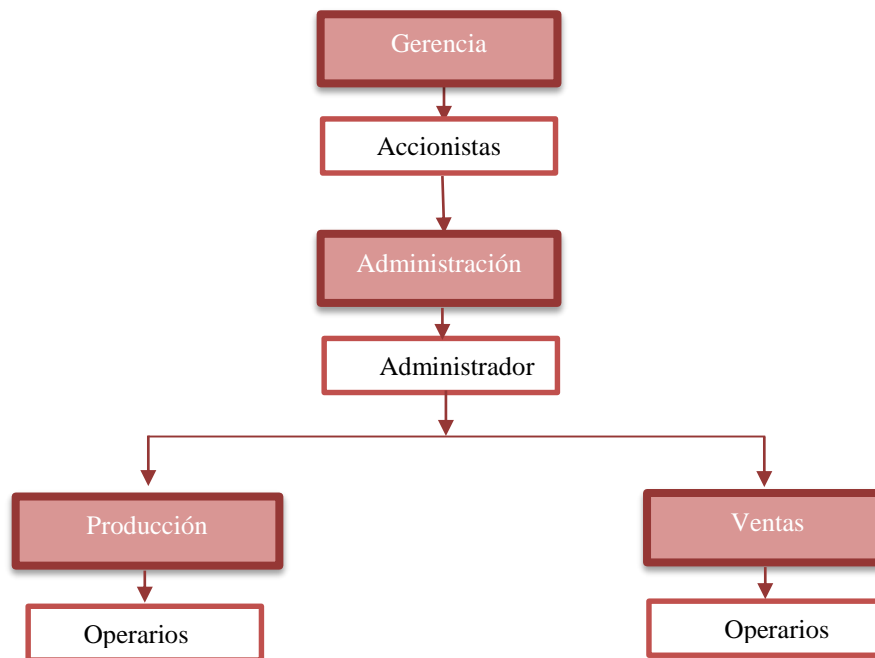 Gerencia
Accionistas
Administración
Administrador
Producción
Ventas
Operarios
Operarios